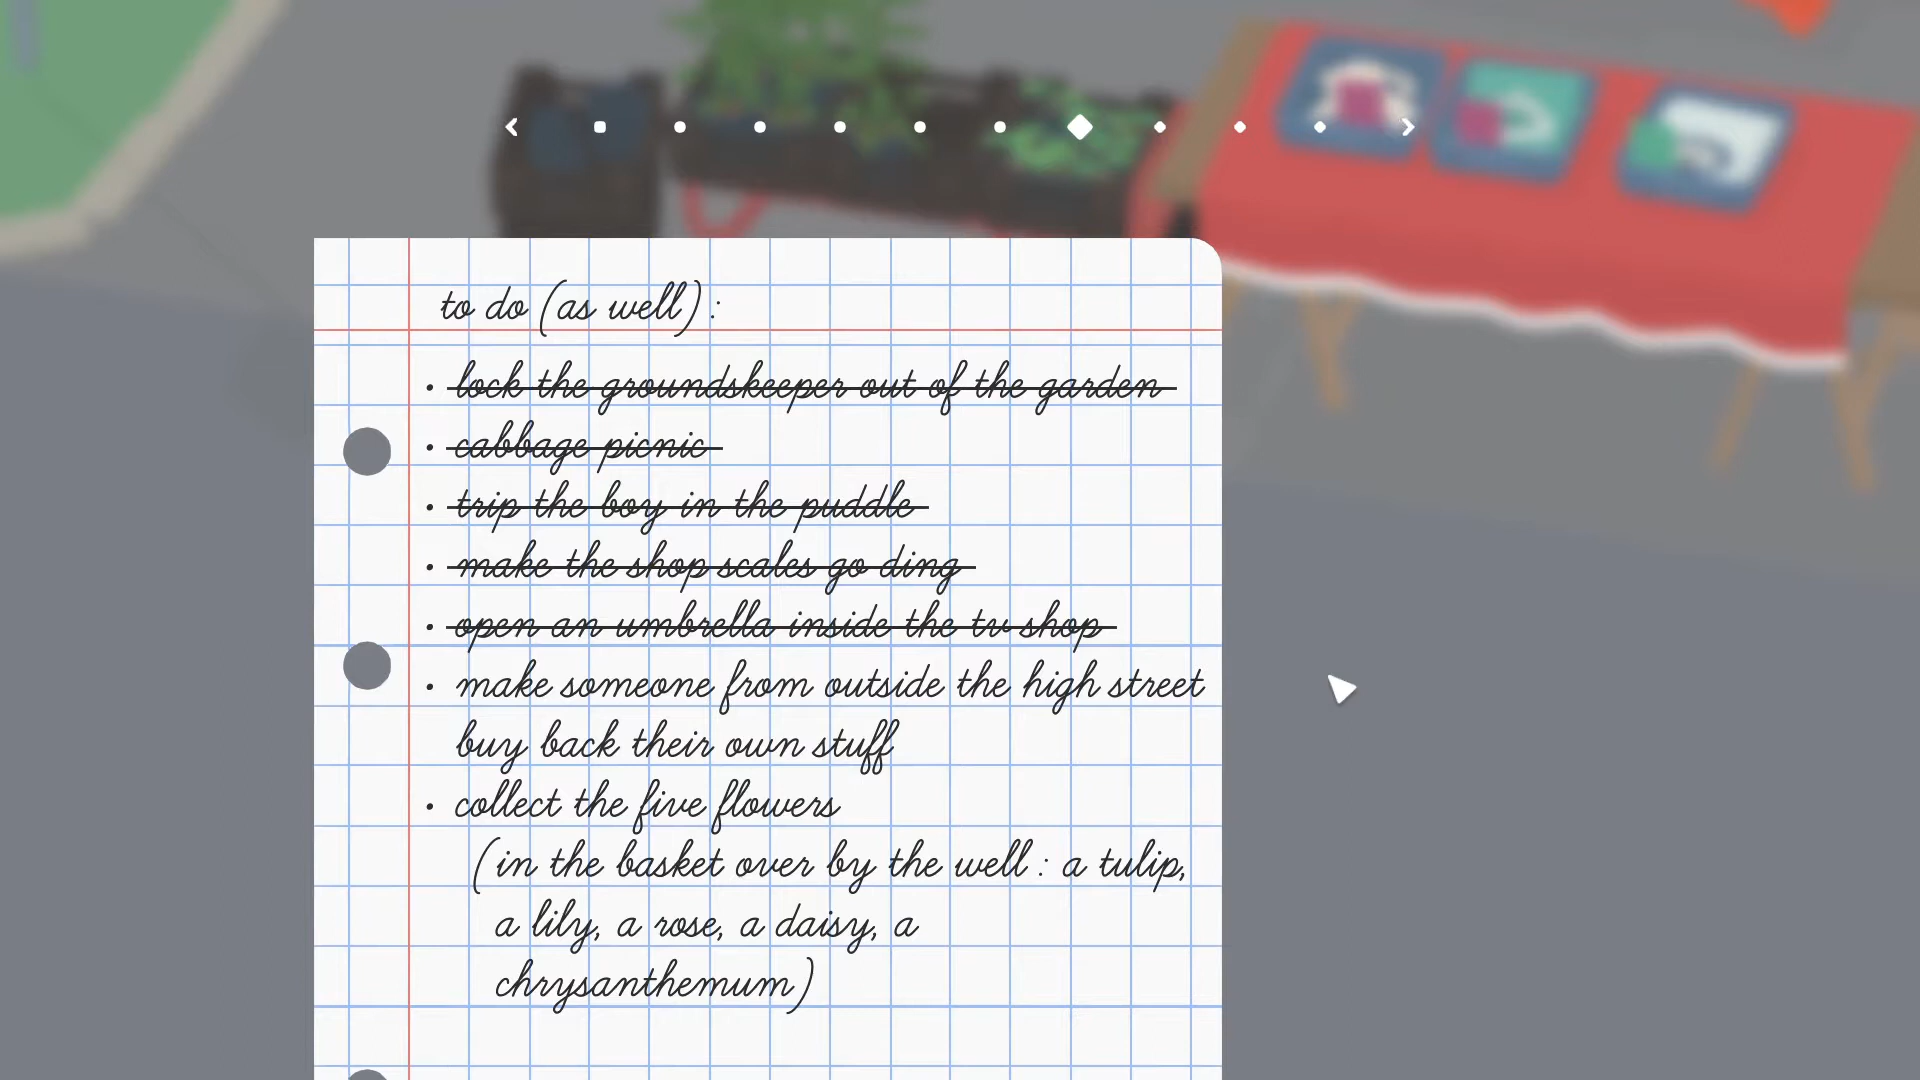 to do (as well) :
• lock the groundskeeper out of the garden
• cabbage picnic
• trip the boy in the puddle
• make the shop scales go ding
• open an umbrella inside the tv shop
• make someone from outside the high street
buy back their own stuff
• collect the five flowers
(in the basket over by the well : a tulip,
a lily, a rose, a daisy, a
chrysanthemum)